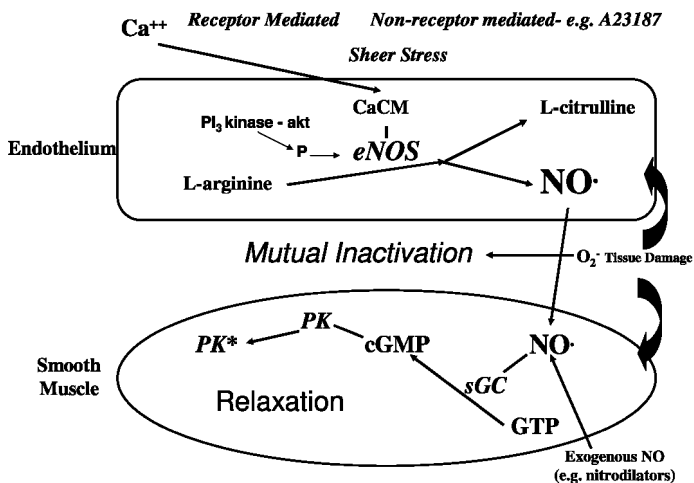 Ca++
Receptor Mediated
Non-receptor mediated- e.g. A23187
Sheer Stress
CaCM
L-citrulline
PI3 kinase - akt
Endothelium
P
eNOS
L-arginine
NO·
Mutual Inactivation
O2- Tissue Damage
PK
PK*
cGMP
NO·
Smooth
Muscle
sGC
Relaxation
GTP
Exogenous NO
(e.g. nitrodilators)